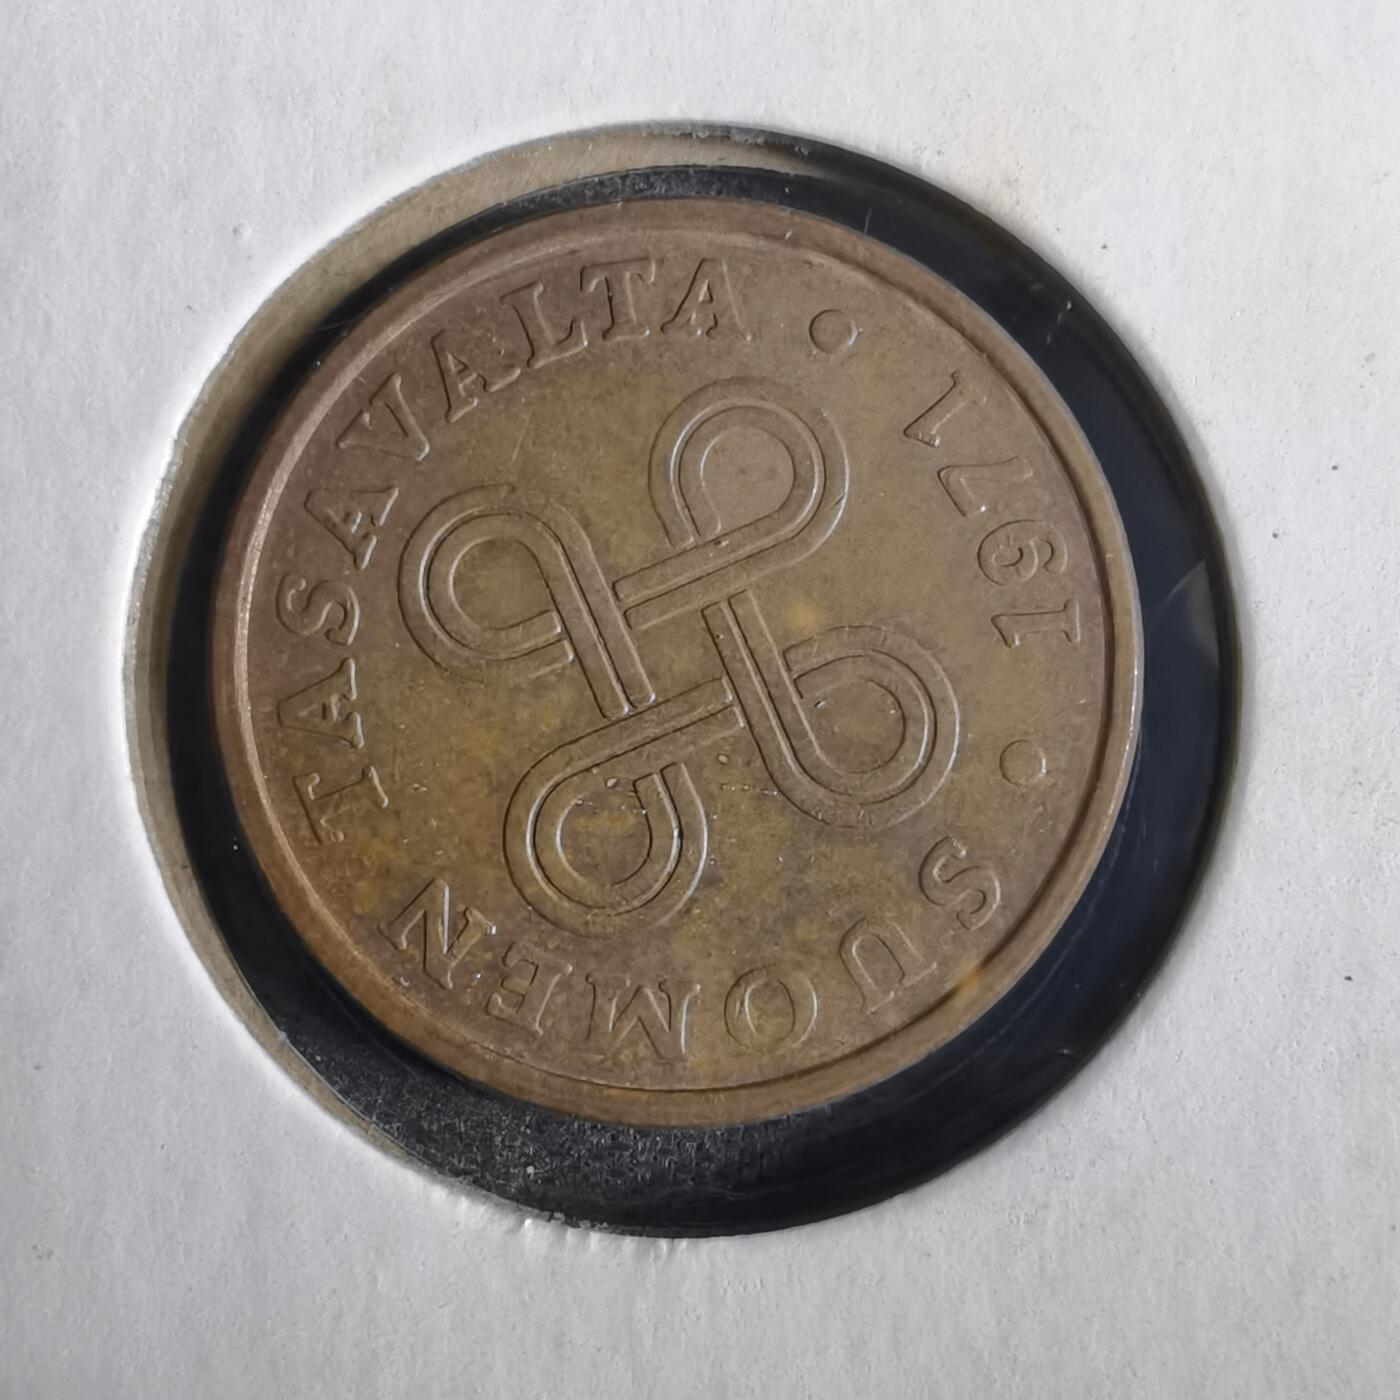 SUOMEN TASAVALTA • 1971 •